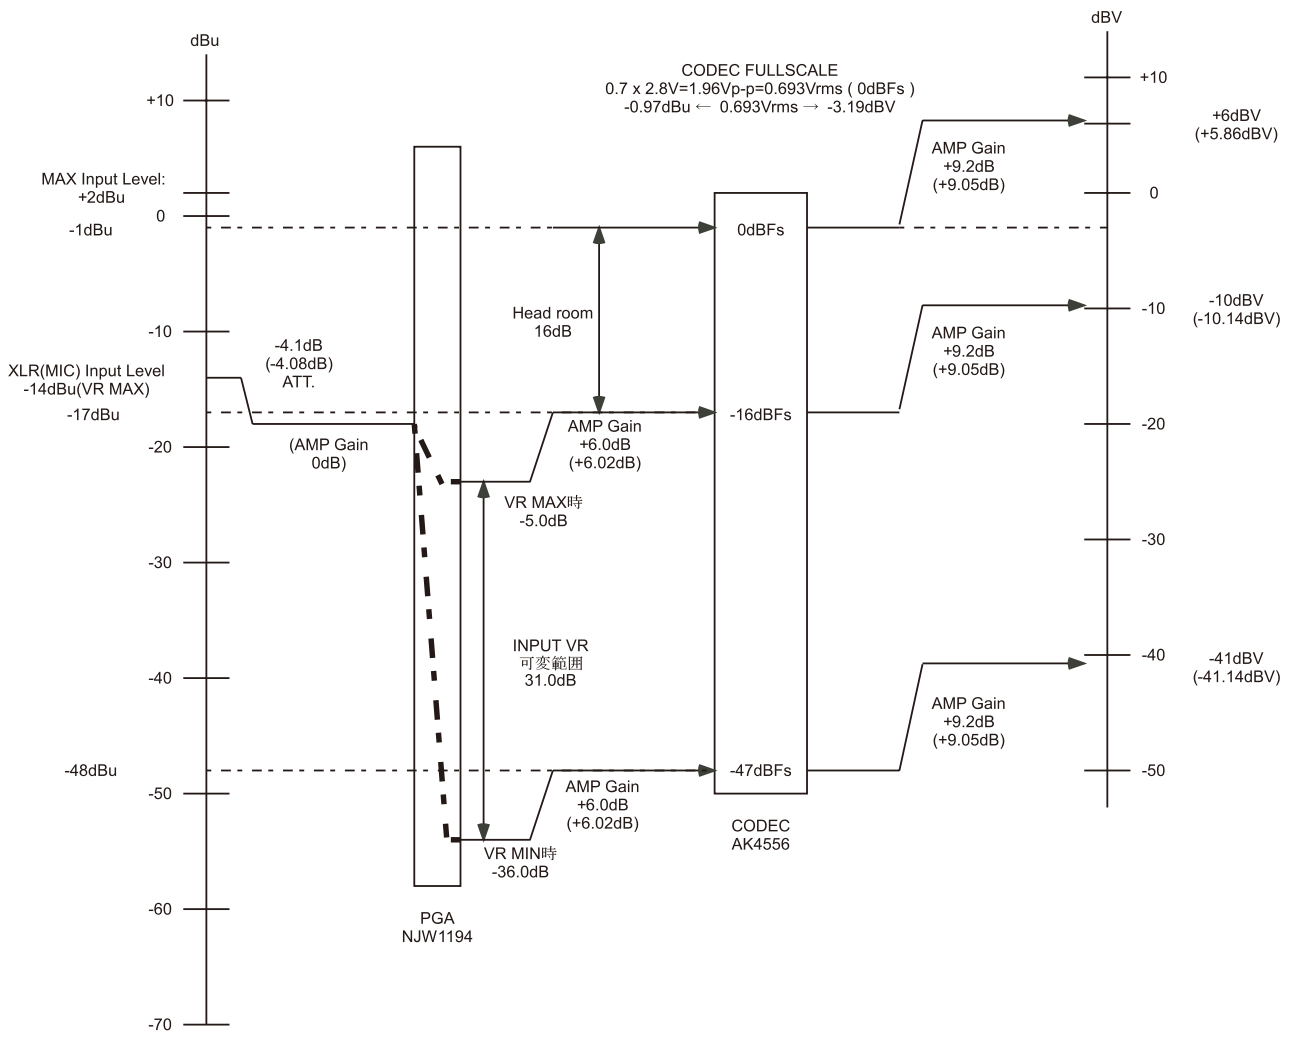 dBu
+10
MAX Input Level:
+2dBu
0
-1dBu
-10
XLR(MIC) Input Level
-14dBu(VR MAX)
-17dBu
-20
-30
-40
-48dBu
-50
-60
-70
-4.1dB
(-4.08dB)
ATT.
(AMP Gain
0dB)
PGA
NJW1194
CODEC FULLSCALE
0.7 x 2.8V=1.96Vp-p=0.693Vrms ( 0dBFs )
-0.97dBu ← 0.693Vrms → -3.19dBV
Head room
16dB
AMP Gain
+6.0dB
(+6.02dB)
VR MAX時
-5.0dB
INPUT VR
可変範囲
31.0dB
AMP Gain
+6.0dB
(+6.02dB)
VR MIN時
-36.0dB
0dBFs
-16dBFs
-47dBFs
CODEC
AK4556
AMP Gain
+9.2dB
(+9.05dB)
AMP Gain
+9.2dB
(+9.05dB)
AMP Gain
+9.2dB
(+9.05dB)
dBV
+10
0
-10
-20
-30
-40
-50
+6dBV
(+5.86dBV)
-10dBV
(-10.14dBV)
-41dBV
(-41.14dBV)